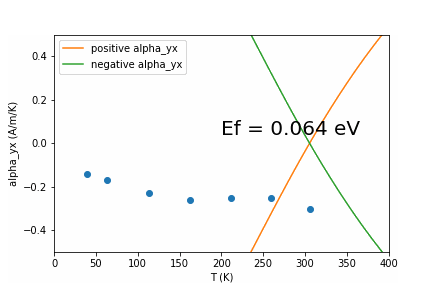 positive alpha_yx
negative alpha_yx
Ef = 0.064 eV
alpha_yx (A/m/K)
0.4
0.2
0.0
−0.2
−0.4
0 50 100 150 200 250 300 350 400
T (K)